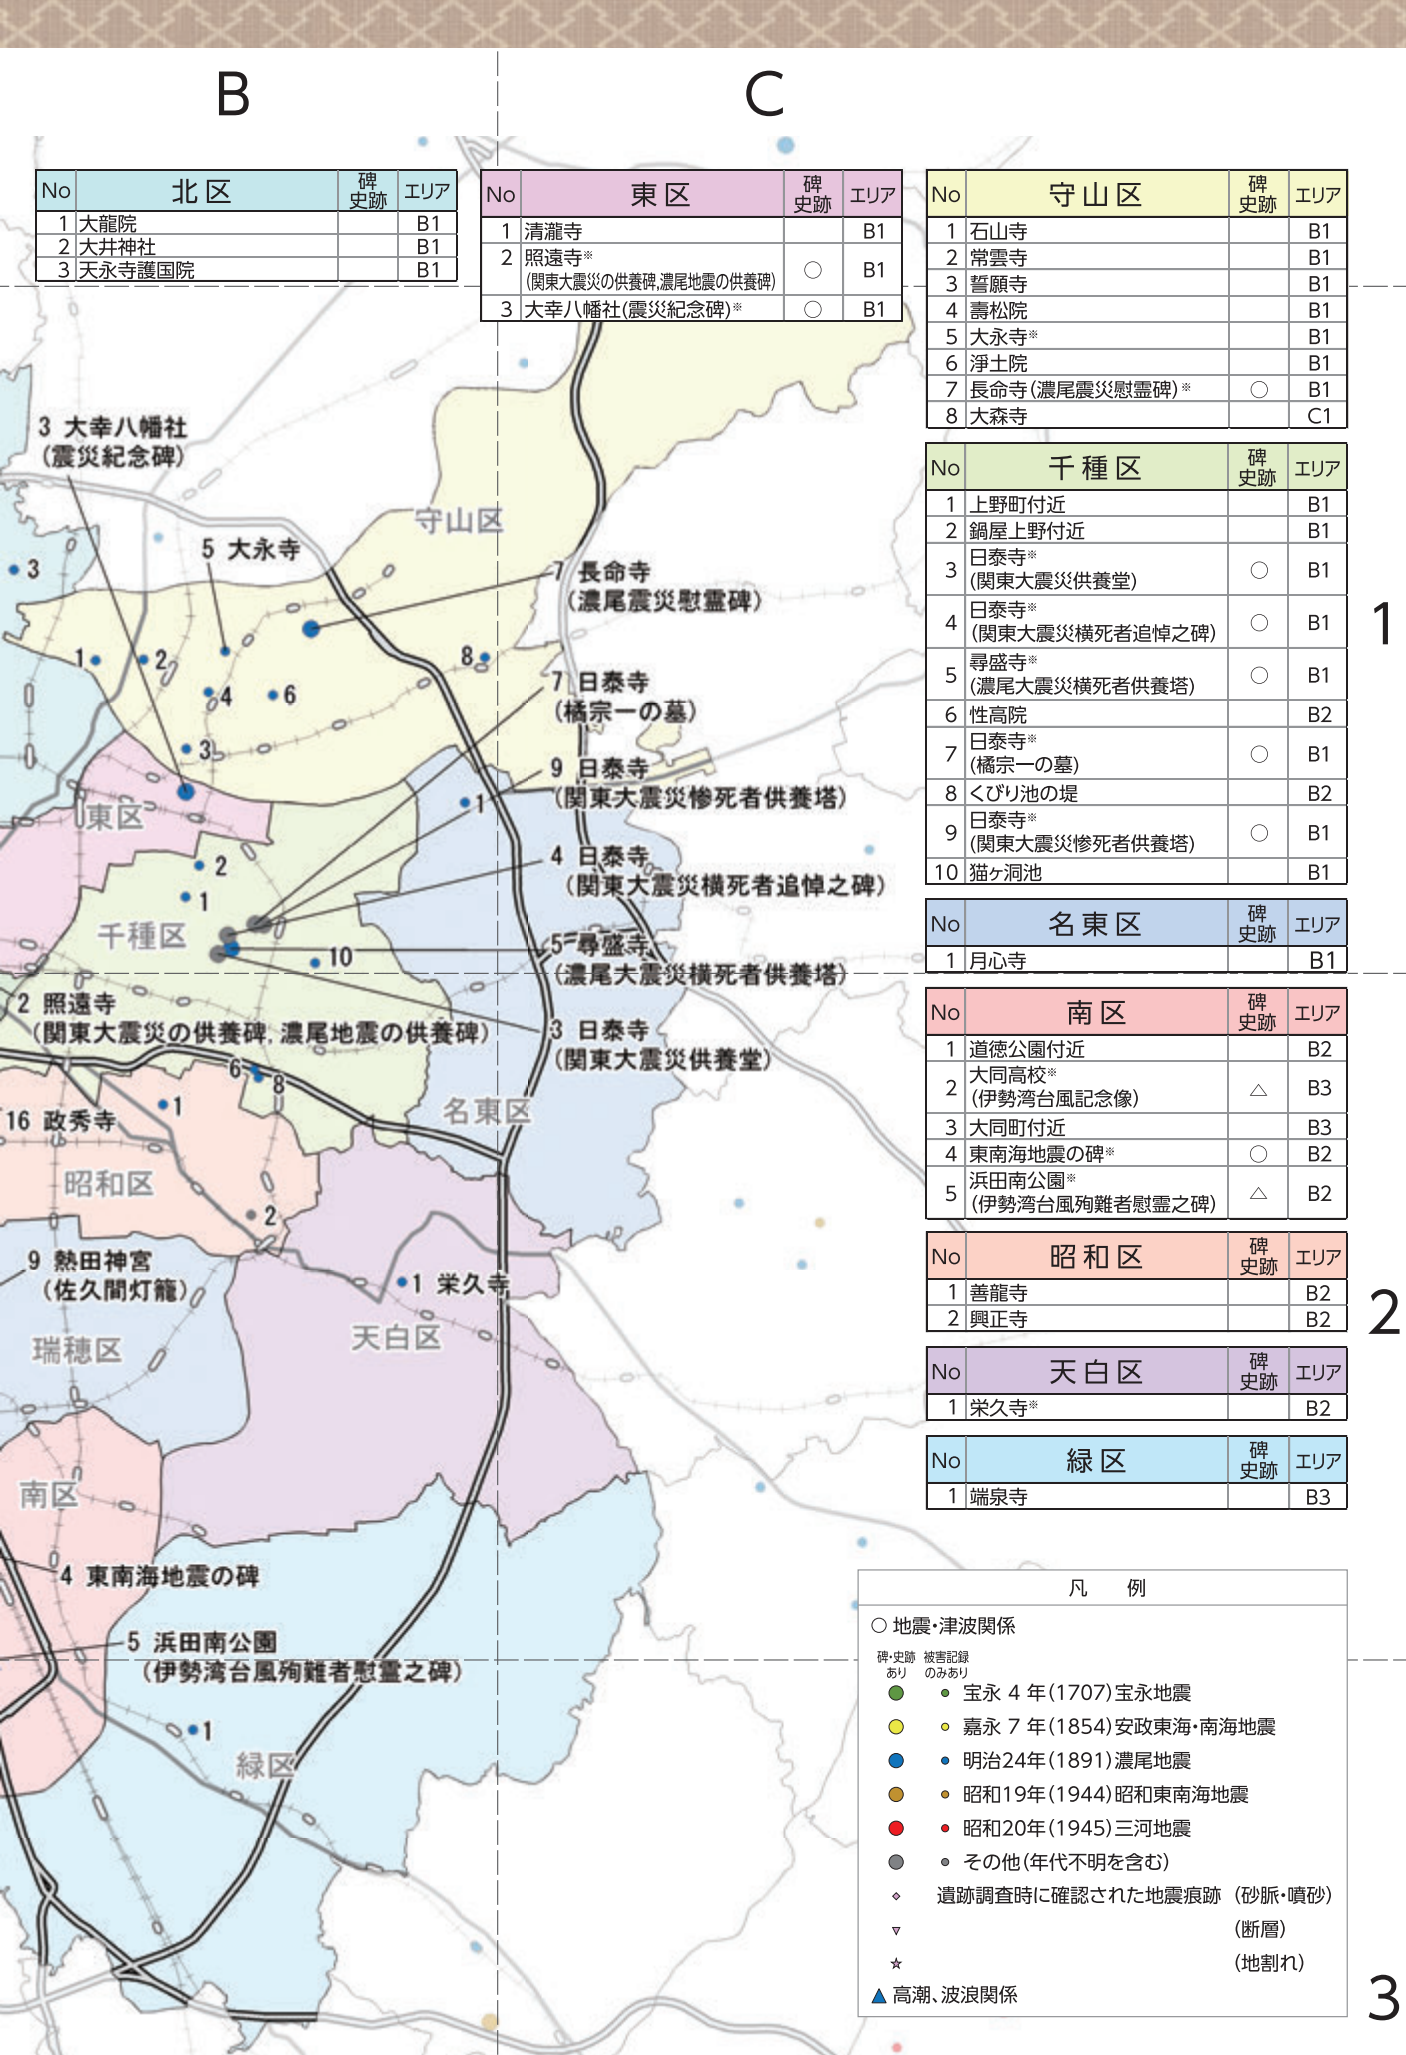 B
C
No 北区 碑史跡 エリア
1 大龍院 B1
2 大井神社 B1
3 天永寺護国院 B1
No 東区 碑史跡 エリア
1 清瀧寺 B1
2 照遠寺※ ○ B1
(関東大震災の供養碑,濃尾地震の供養碑)
3 大幸八幡社(震災紀念碑)※ ○ B1
No 守山区 碑史跡 エリア
1 石山寺 B1
2 常雲寺 B1
3 誓願寺 B1
4 壽松院 B1
5 大永寺※ B1
6 淨土院 B1
7 長命寺(濃尾震災慰霊碑)※ ○ B1
8 大森寺 C1
No 千種区 碑史跡 エリア
1 上野町付近 B1
2 鍋屋上野付近 B1
3 日泰寺※ ○ B1
(関東大震災供養堂)
4 日泰寺※ ○ B1
(関東大震災横死者追悼之碑)
5 尋盛寺※ ○ B1
(濃尾大震災横死者供養塔)
6 性高院 B2
7 日泰寺※ ○ B1
(橘宗一の墓)
8 くびり池の堤 B2
9 日泰寺※ ○ B1
(関東大震災惨死者供養塔)
10 猫ヶ洞池 B1
No 名東区 碑史跡 エリア
1 月心寺 B1
No 南区 碑史跡 エリア
1 道徳公園付近 B2
2 大同高校※ △ B3
(伊勢湾台風記念像)
3 大同町付近 B3
4 東南海地震の碑※ ○ B2
5 浜田南公園※ △ B2
(伊勢湾台風殉難者慰霊之碑)
No 昭和区 碑史跡 エリア
1 善龍寺 B2
2 興正寺 B2
No 天白区 碑史跡 エリア
1 栄久寺※ B2
No 緑区 碑史跡 エリア
1 端泉寺 B3
1
2
3
3 大幸八幡社
(震災紀念碑)
守山区
5 大永寺
3
7 長命寺
(濃尾震災慰霊碑)
1
2
8
4
6
3
7 日泰寺
(橘宗一の墓)
9 日泰寺
(関東大震災惨死者供養塔)
1
東区
2
1
4 日泰寺
(関東大震災横死者追悼之碑)
千種区
10
5 尋盛寺
(濃尾大震災横死者供養塔)
2 照遠寺
(関東大震災の供養碑,濃尾地震の供養碑)
3 日泰寺
(関東大震災供養堂)
6
8
1
16 政秀寺
名東区
昭和区
2
9 熱田神宮
(佐久間灯籠)
1 栄久寺
瑞穂区
天白区
南区
4 東南海地震の碑
5 浜田南公園
(伊勢湾台風殉難者慰霊之碑)
1
緑区
凡 例
○ 地震・津波関係
碑・史跡あり 被害記録のみあり
宝永 4 年(1707)宝永地震
嘉永 7 年(1854)安政東海・南海地震
明治24年(1891)濃尾地震
昭和19年(1944)昭和東南海地震
昭和20年(1945)三河地震
その他(年代不明を含む)
遺跡調査時に確認された地震痕跡 (砂脈・噴砂)
(断層)
(地割れ)
▲ 高潮、波浪関係